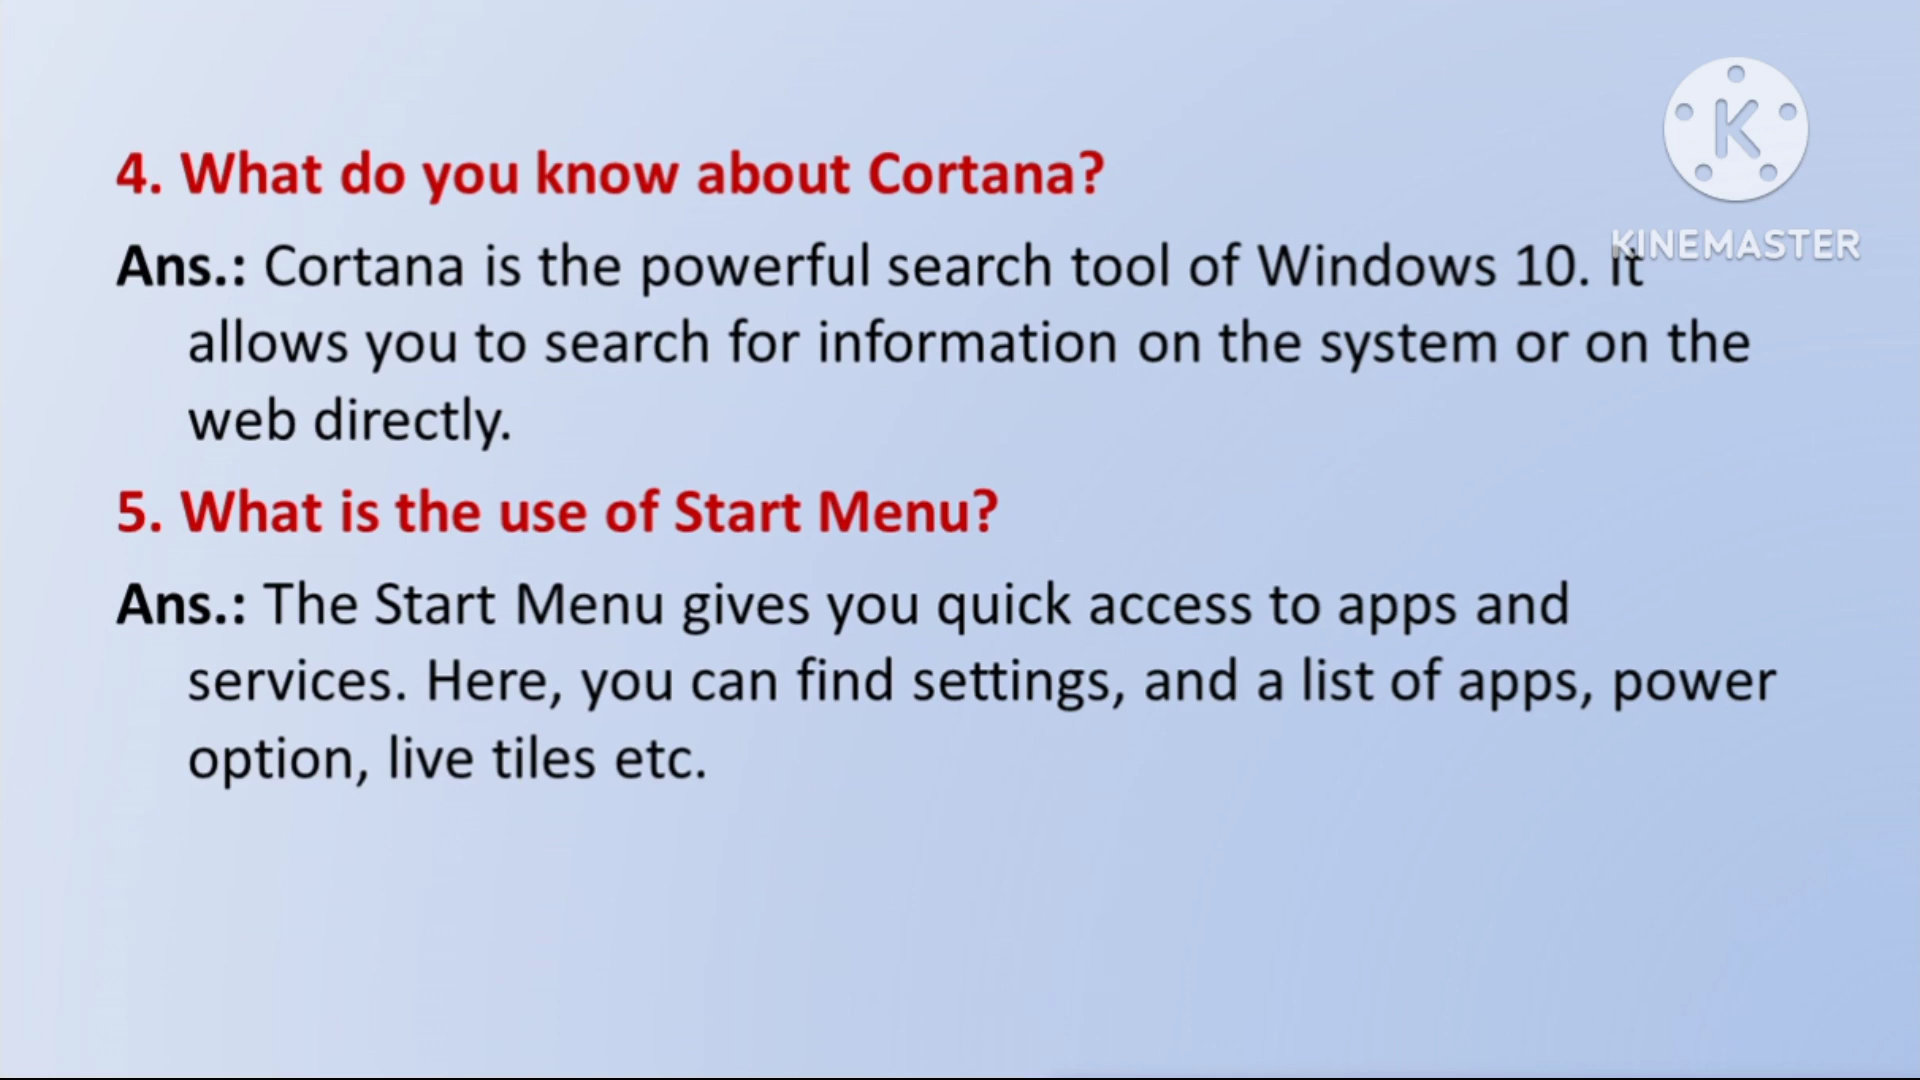 4. What do you know about Cortana?
Ans.: Cortana is the powerful search tool of Windows 10. It
allows you to search for information on the system or on the
web directly.
5. What is the use of Start Menu?
Ans.: The Start Menu gives you quick access to apps and
services. Here, you can find settings, and a list of apps, power
option, live tiles etc.
K
KINEMASTER